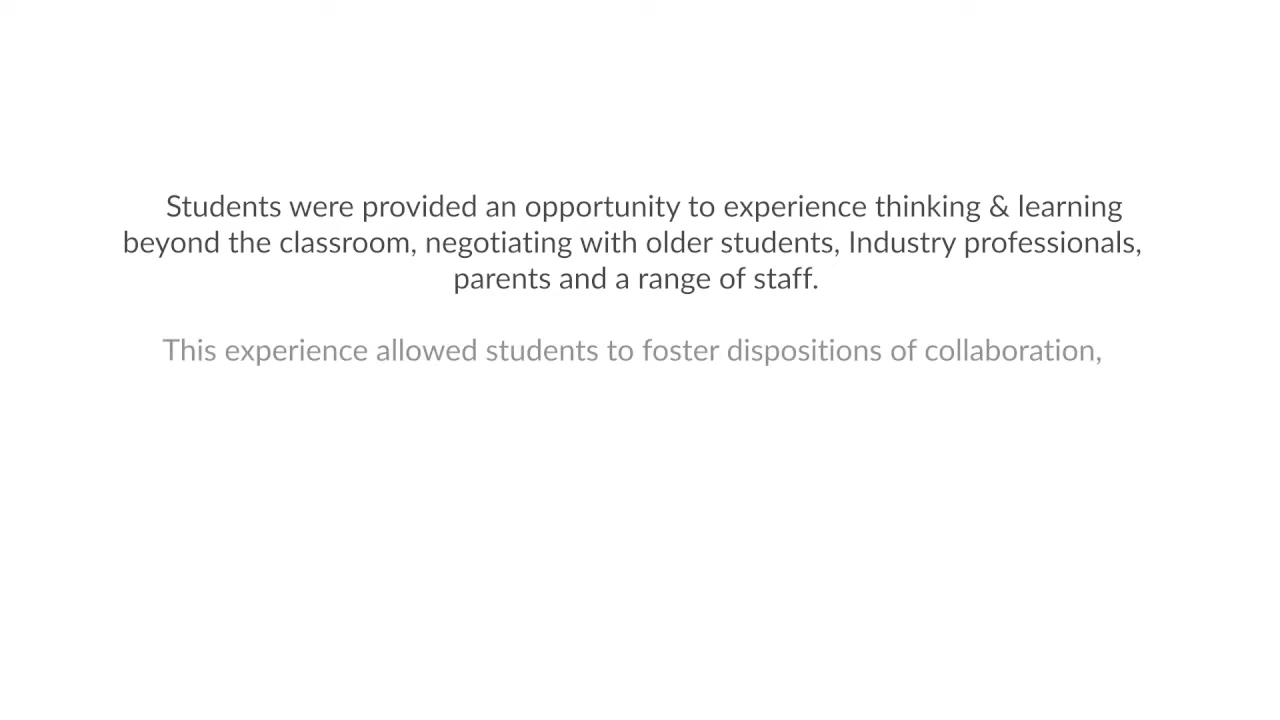 Students were provided an opportunity to experience thinking & learning
beyond the classroom, negotiating with older students, Industry professionals,
parents and a range of staff.
This experience allowed students to foster dispositions of collaboration,